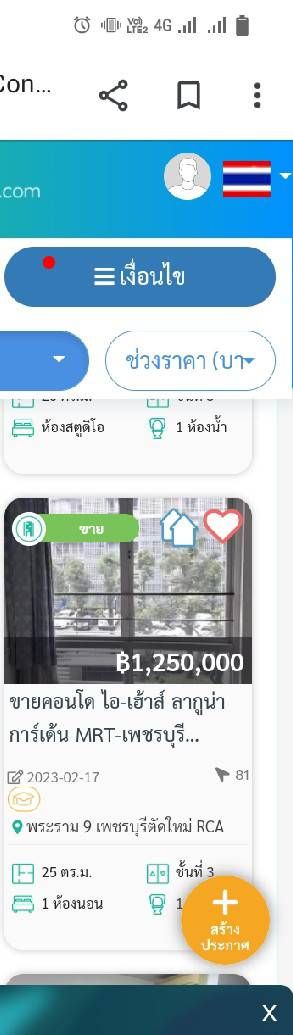 Vo) 4G
LTE2
Con...
.com
เงื่อนไข
ช่วงราคา (บา
ห้องสตูดิโอ
1 ห้องน้ำ
ขาย
฿1,250,000
ขายคอนโด ไอ-เฮ้าส์ ลากูน่า
การ์เด้น MRT-เพชรบุรี...
2023-02-17
81
พระราม 9 เพชรบุรีตัดใหม่ RCA
25 ตร.ม.
ชั้นที่ 3
1 ห้องนอน
1
สร้าง
ประกาศ
X